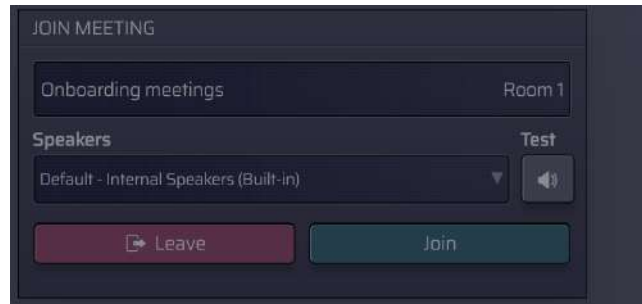 JOIN MEETING
Onboarding meetings Room 1
Speakers Test
Default - Internal Speakers (Built-in)
Leave Join